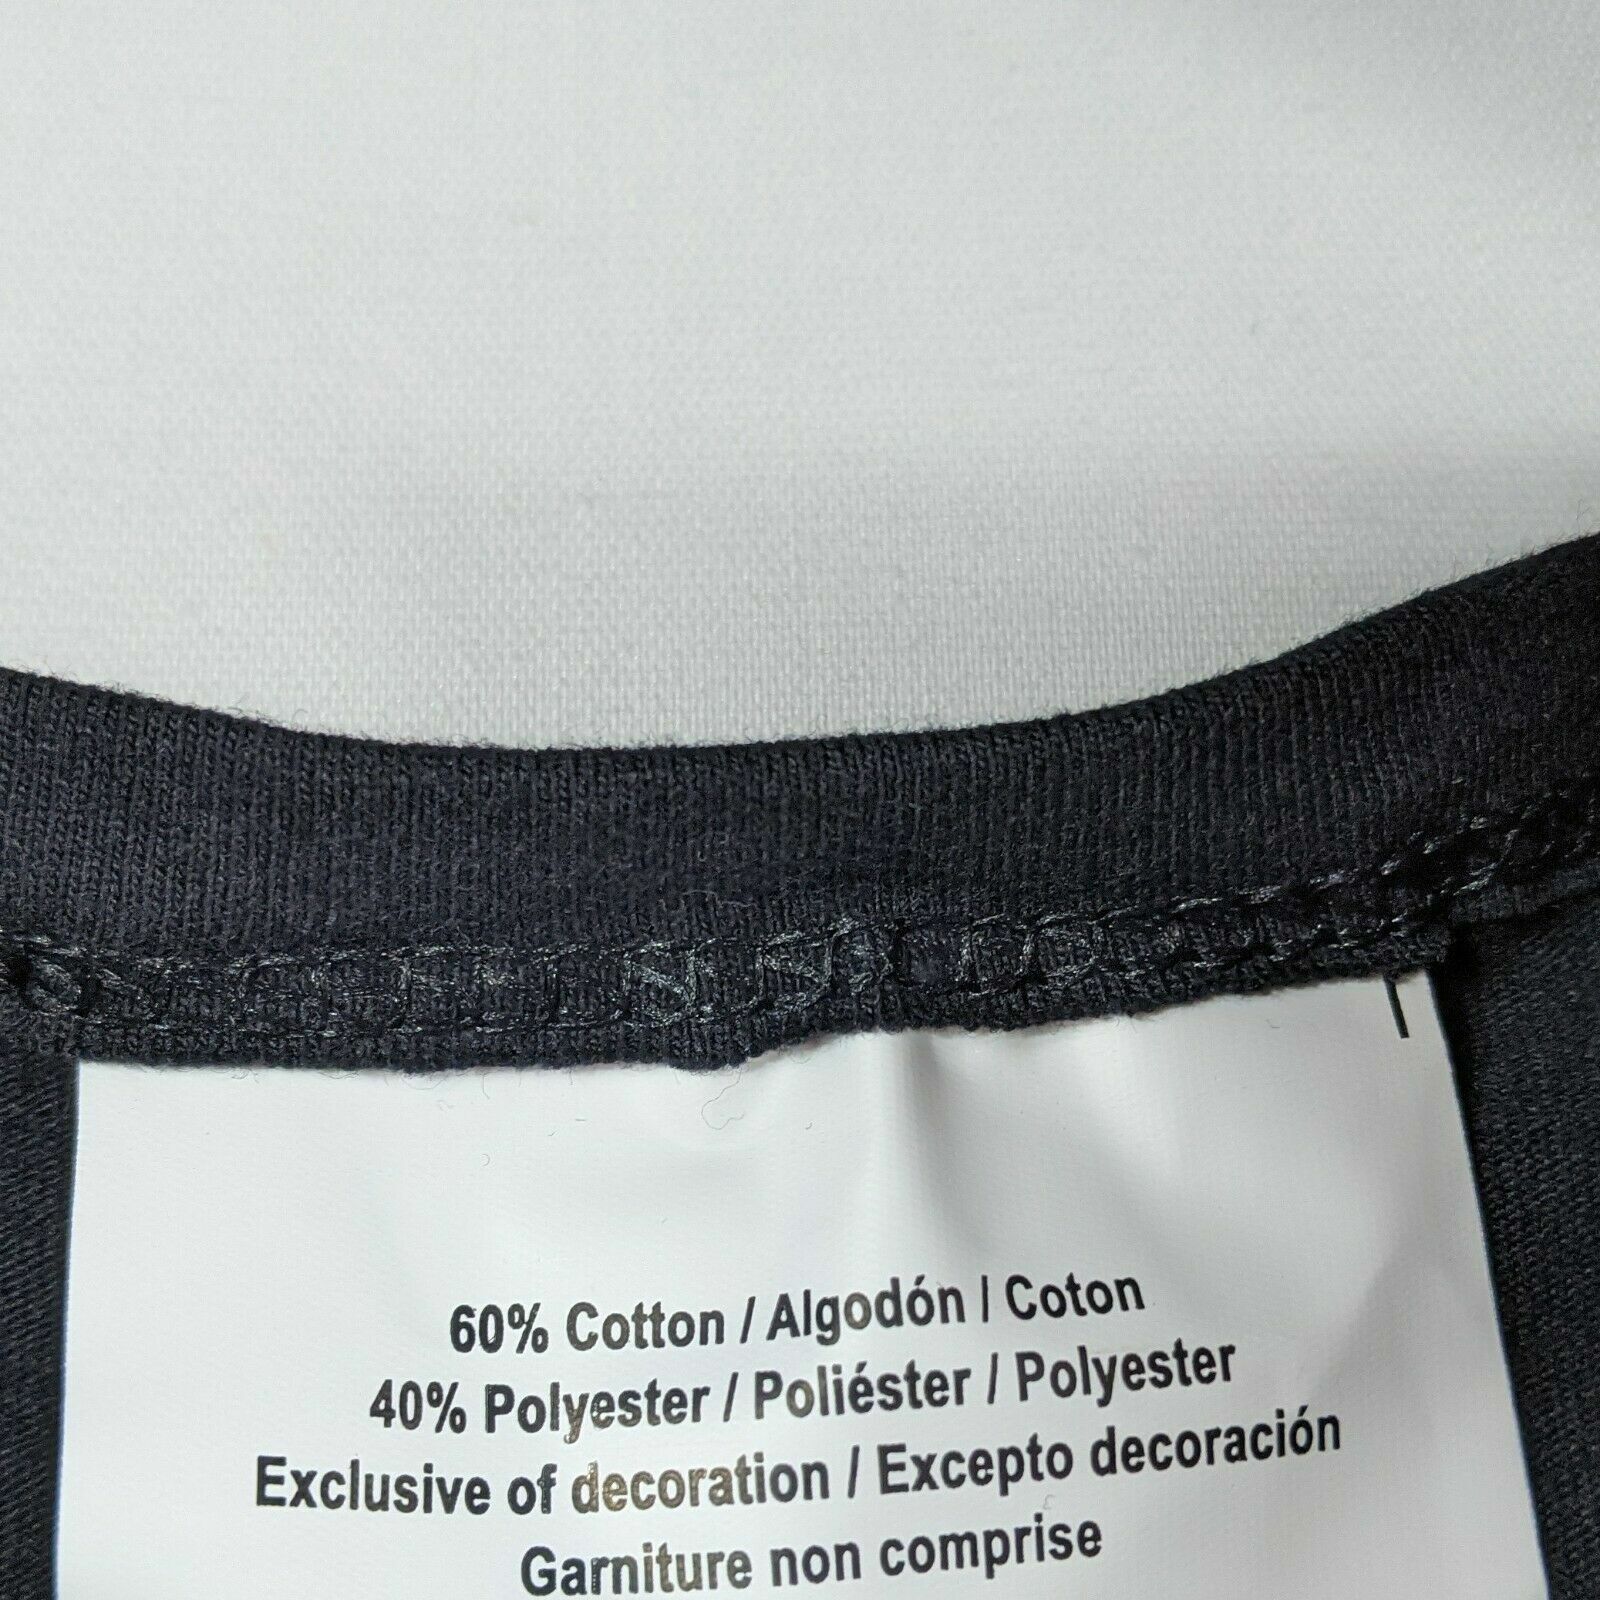 60% Cotton / Algodón / Coton
40% Polyester / Poliéster / Polyester
Exclusive of decoration / Excepto decoración
Garniture non comprise